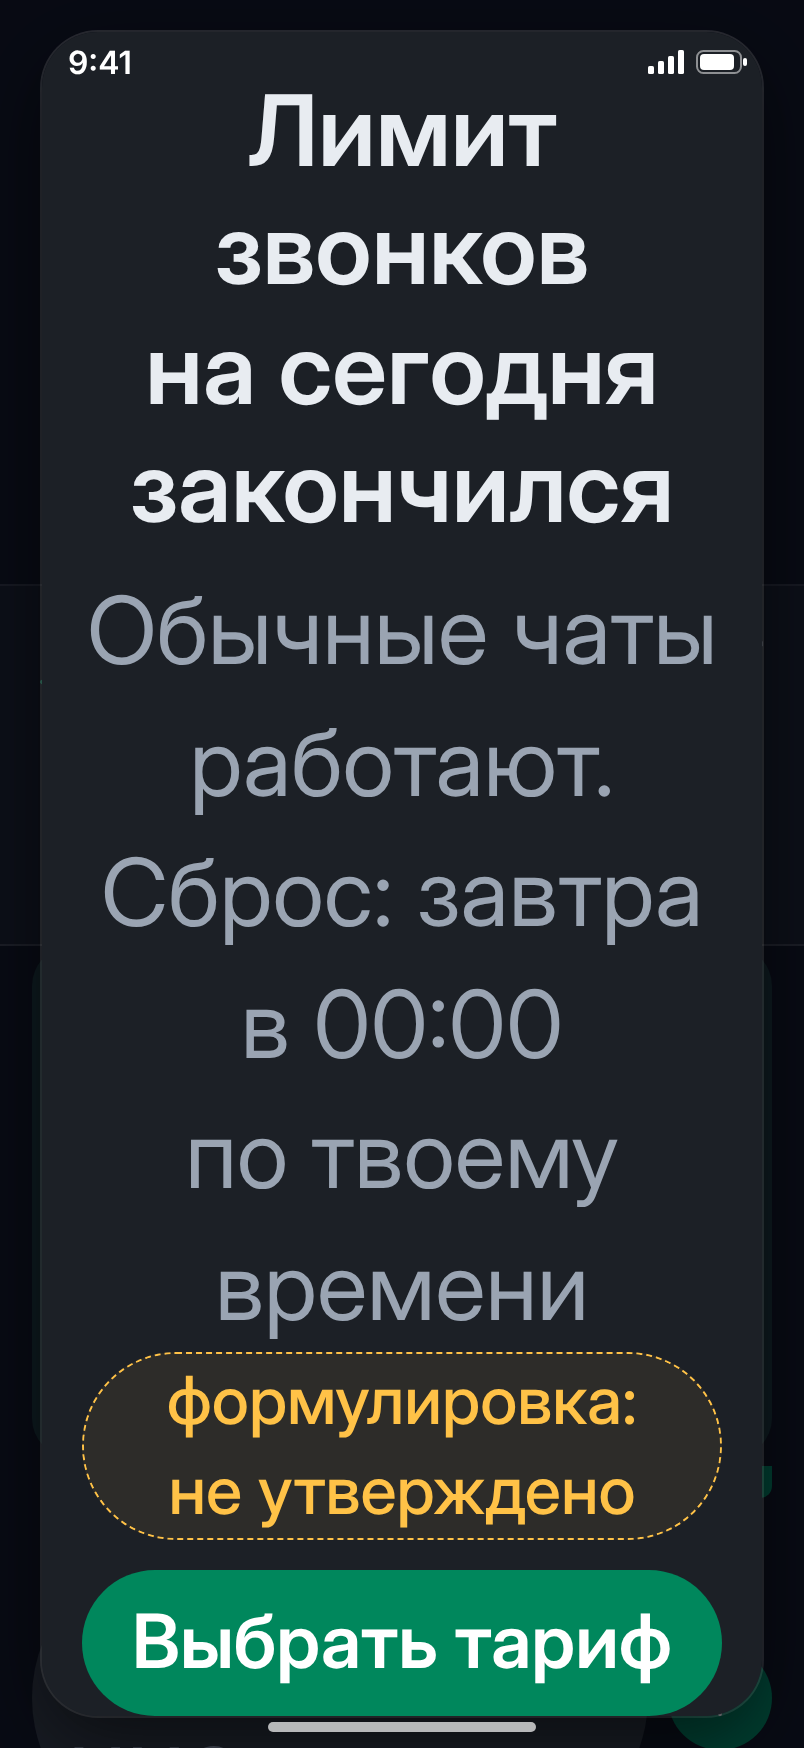 9:41
Лимит
звонков
на сегодня
закончился
Обычные чаты
работают.
Сброс: завтра
в 00:00
по твоему
времени
формулировка:
не утверждено
Выбрать тариф